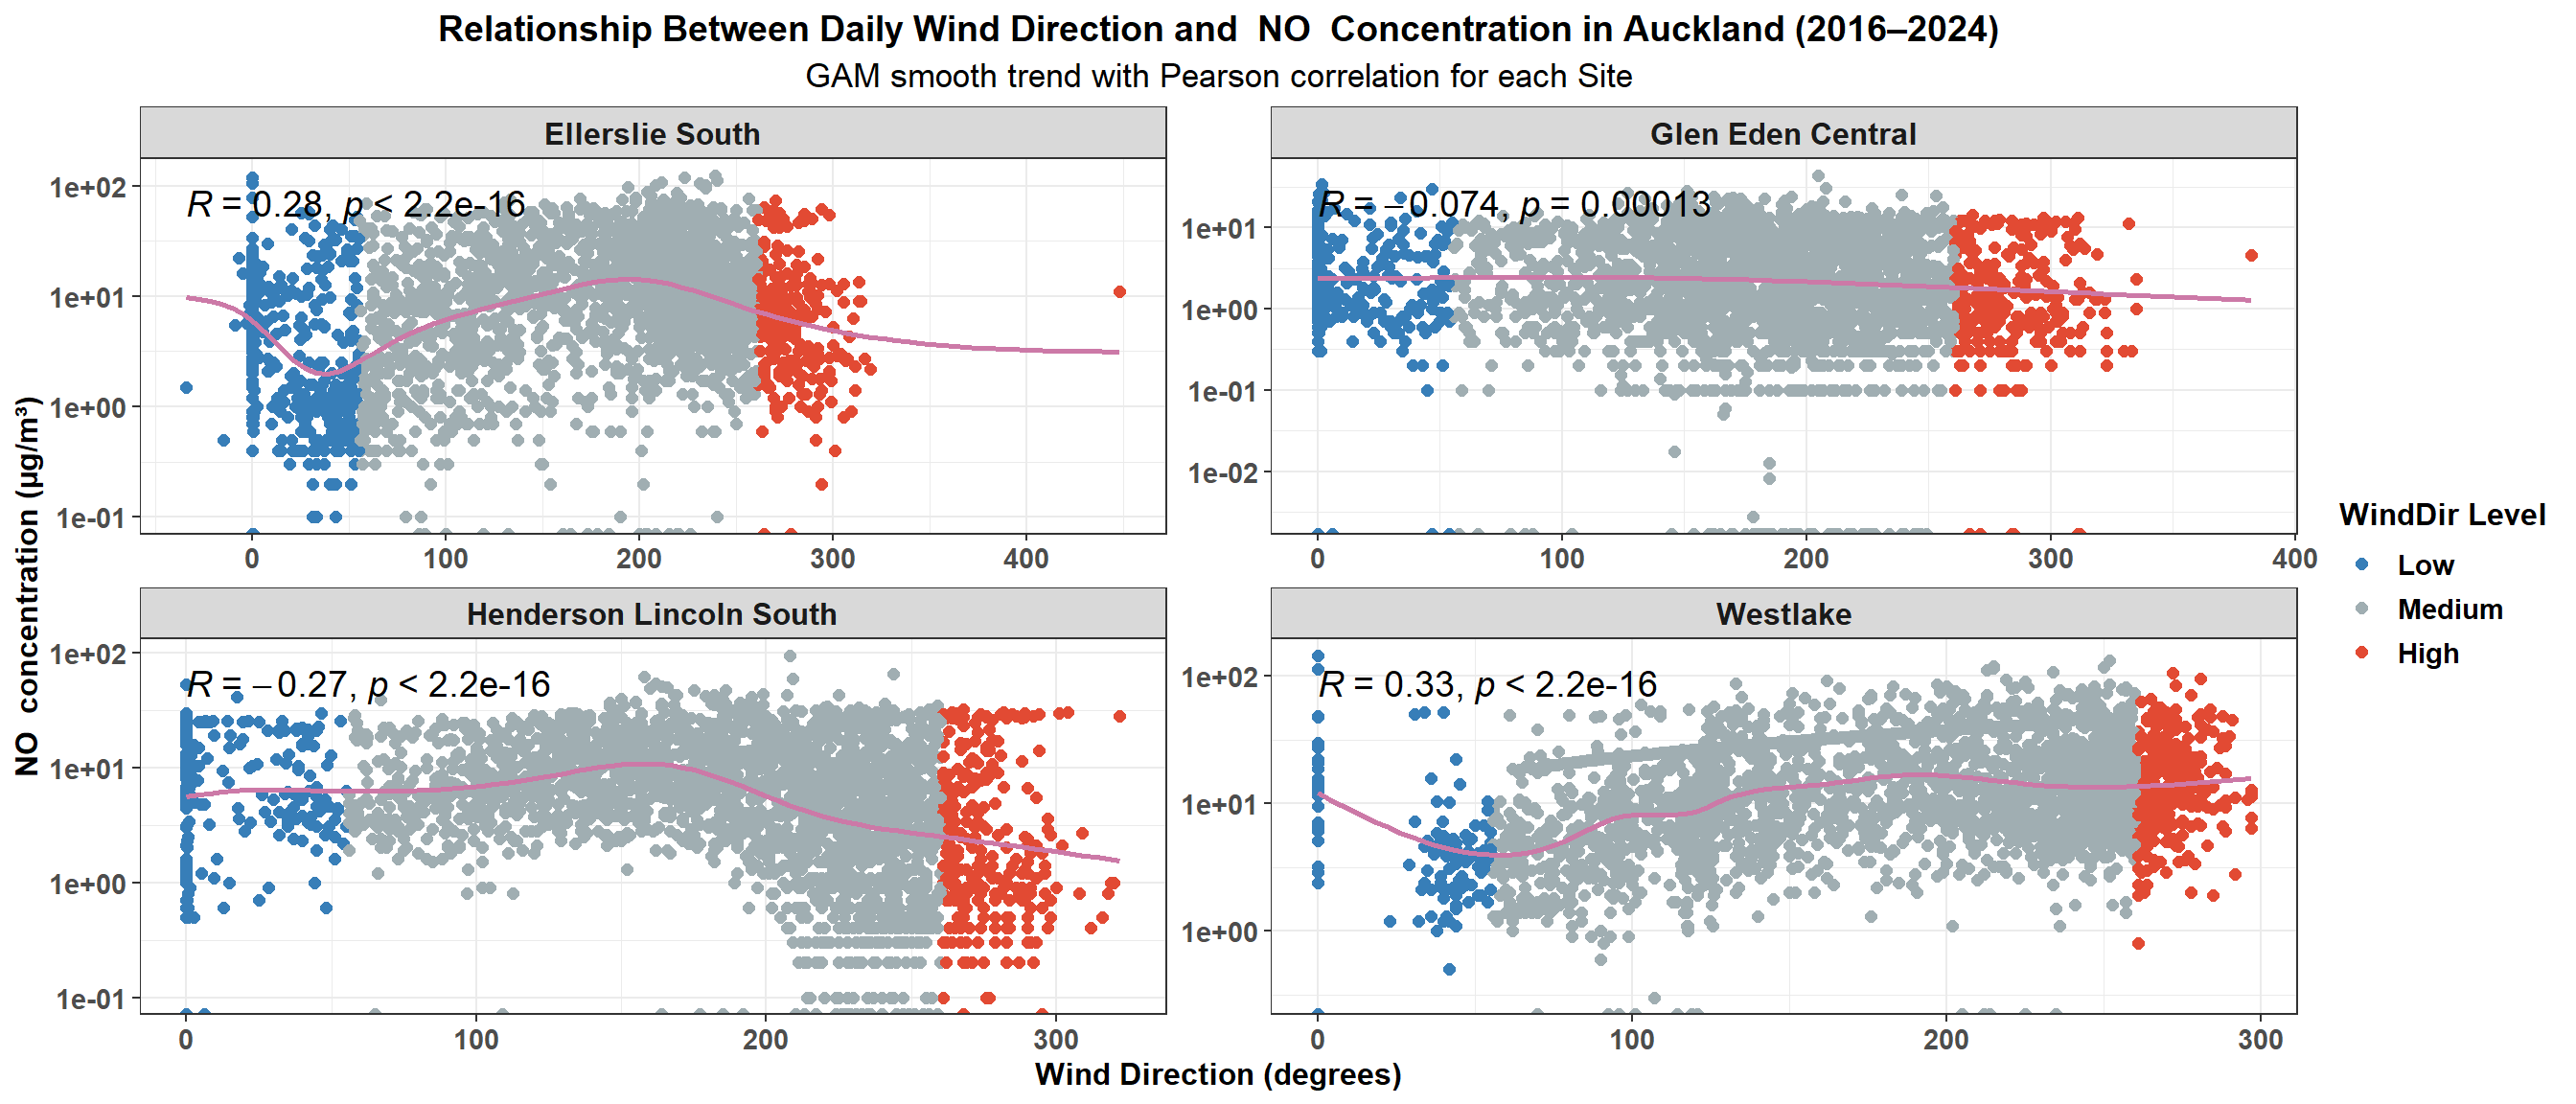 Relationship Between Daily Wind Direction and  NO  Concentration in Auckland (2016–2024)
GAM smooth trend with Pearson correlation for each Site
Ellerslie South
R = 0.28, p < 2.2e-16
1e+02
1e+01
1e+00
1e-01
0 100 200 300 400
Glen Eden Central
R = −0.074, p = 0.00013
1e+01
1e+00
1e-01
1e-02
0 100 200 300 400
Henderson Lincoln South
R = −0.27, p < 2.2e-16
1e+02
1e+01
1e+00
1e-01
0 100 200 300
Westlake
R = 0.33, p < 2.2e-16
1e+02
1e+01
1e+00
0 100 200 300
NO  concentration (µg/m³)
Wind Direction (degrees)
WindDir Level
Low
Medium
High